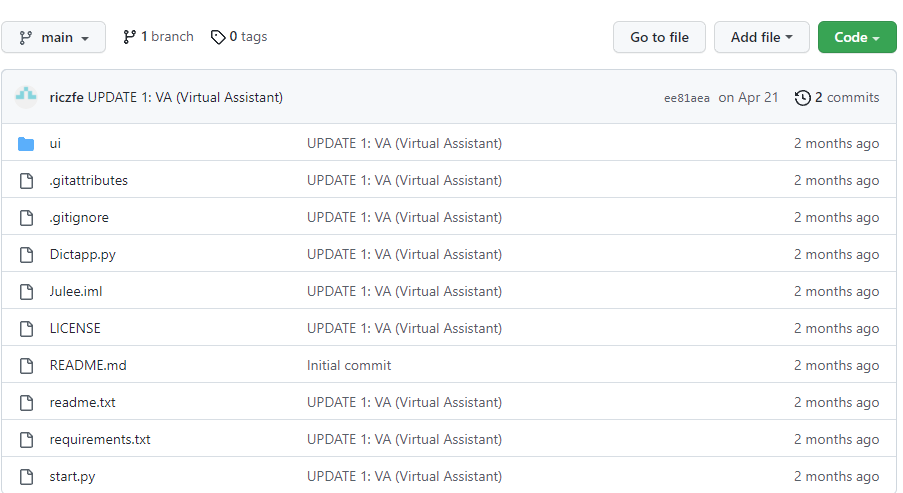 main 1 branch 0 tags Go to file Add file Code
riczfe UPDATE 1: VA (Virtual Assistant) ee81aea on Apr 21 2 commits
ui UPDATE 1: VA (Virtual Assistant) 2 months ago
.gitattributes UPDATE 1: VA (Virtual Assistant) 2 months ago
.gitignore UPDATE 1: VA (Virtual Assistant) 2 months ago
Dictapp.py UPDATE 1: VA (Virtual Assistant) 2 months ago
Julee.iml UPDATE 1: VA (Virtual Assistant) 2 months ago
LICENSE UPDATE 1: VA (Virtual Assistant) 2 months ago
README.md Initial commit 2 months ago
readme.txt UPDATE 1: VA (Virtual Assistant) 2 months ago
requirements.txt UPDATE 1: VA (Virtual Assistant) 2 months ago
start.py UPDATE 1: VA (Virtual Assistant) 2 months ago